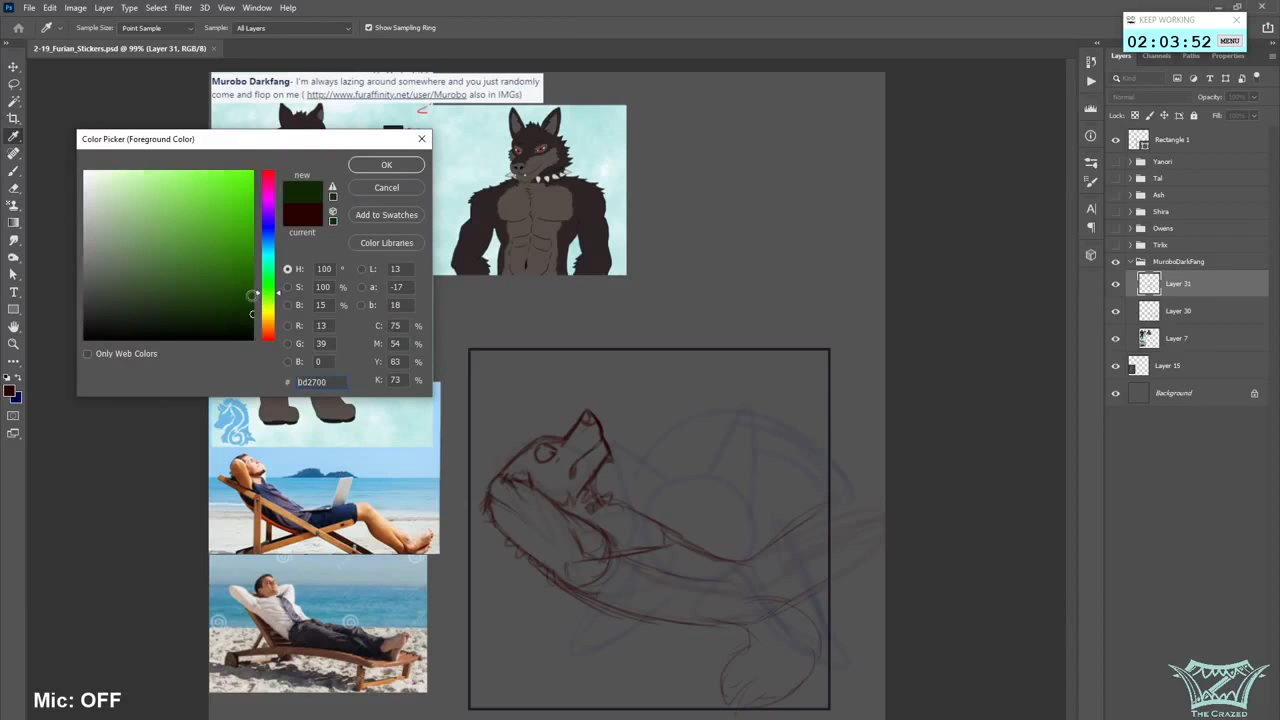 Ps File Edit Image Layer Type Select Filter 3D View Window Help
KEEP WORKING
02:03:52 MENU
Sample Size: Point Sample Sample: All Layers Show Sampling Ring
2-19_Furian_Stickers.psd @ 99% (Layer 31, RGB/8)
Layers Channels Paths Properties
Kind
Normal Opacity: 100%
Lock: Fill: 100%
Murobo Darkfang- I'm always lazing around somewhere and you just randomly
come and flop on me ( http://www.furaffinity.net/user/Murobo also in IMGs)
Color Picker (Foreground Color)
new
current
OK
Cancel
Add to Swatches
Color Libraries
H: 100 ° L: 13
S: 100 % a: -17
B: 15 % b: 18
R: 13 C: 75 %
G: 39 M: 54 %
B: 0 Y: 83 %
# 0d2700 K: 73 %
Only Web Colors
Rectangle 1
Yanori
Tal
Ash
Shira
Owens
Tirlix
MuroboDarkFang
Layer 31
Layer 30
Layer 7
Layer 15
Background
Mic: OFF
THE CRAZED